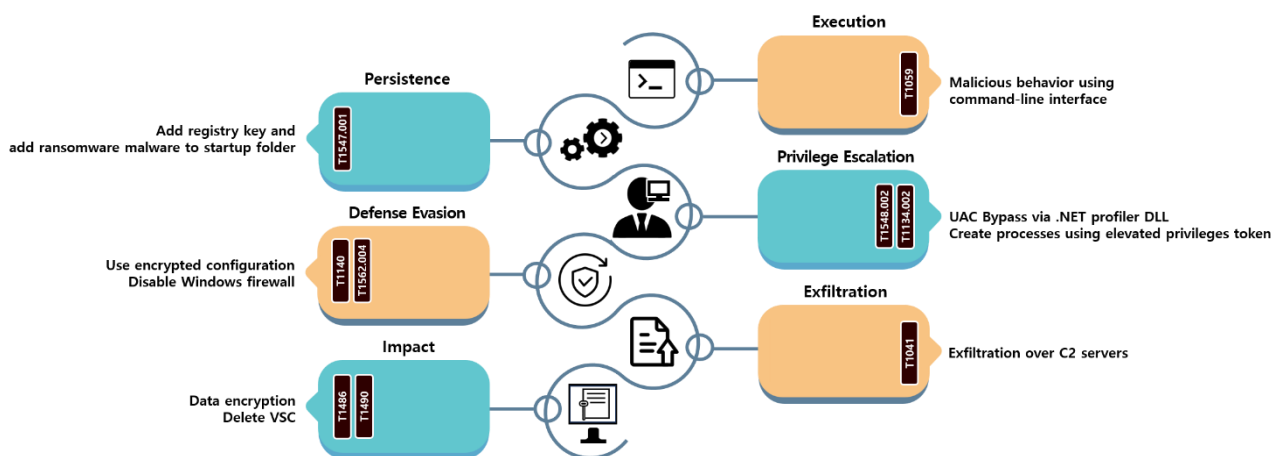 Execution
T1059
Malicious behavior using
command-line interface
Persistence
T1547.001
Add registry key and
add ransomware malware to startup folder
Privilege Escalation
T1548.002
T1134.002
UAC Bypass via .NET profiler DLL
Create processes using elevated privileges token
Defense Evasion
T1140
T1562.004
Use encrypted configuration
Disable Windows firewall
Exfiltration
T1041
Exfiltration over C2 servers
Impact
T1486
T1490
Data encryption
Delete VSC